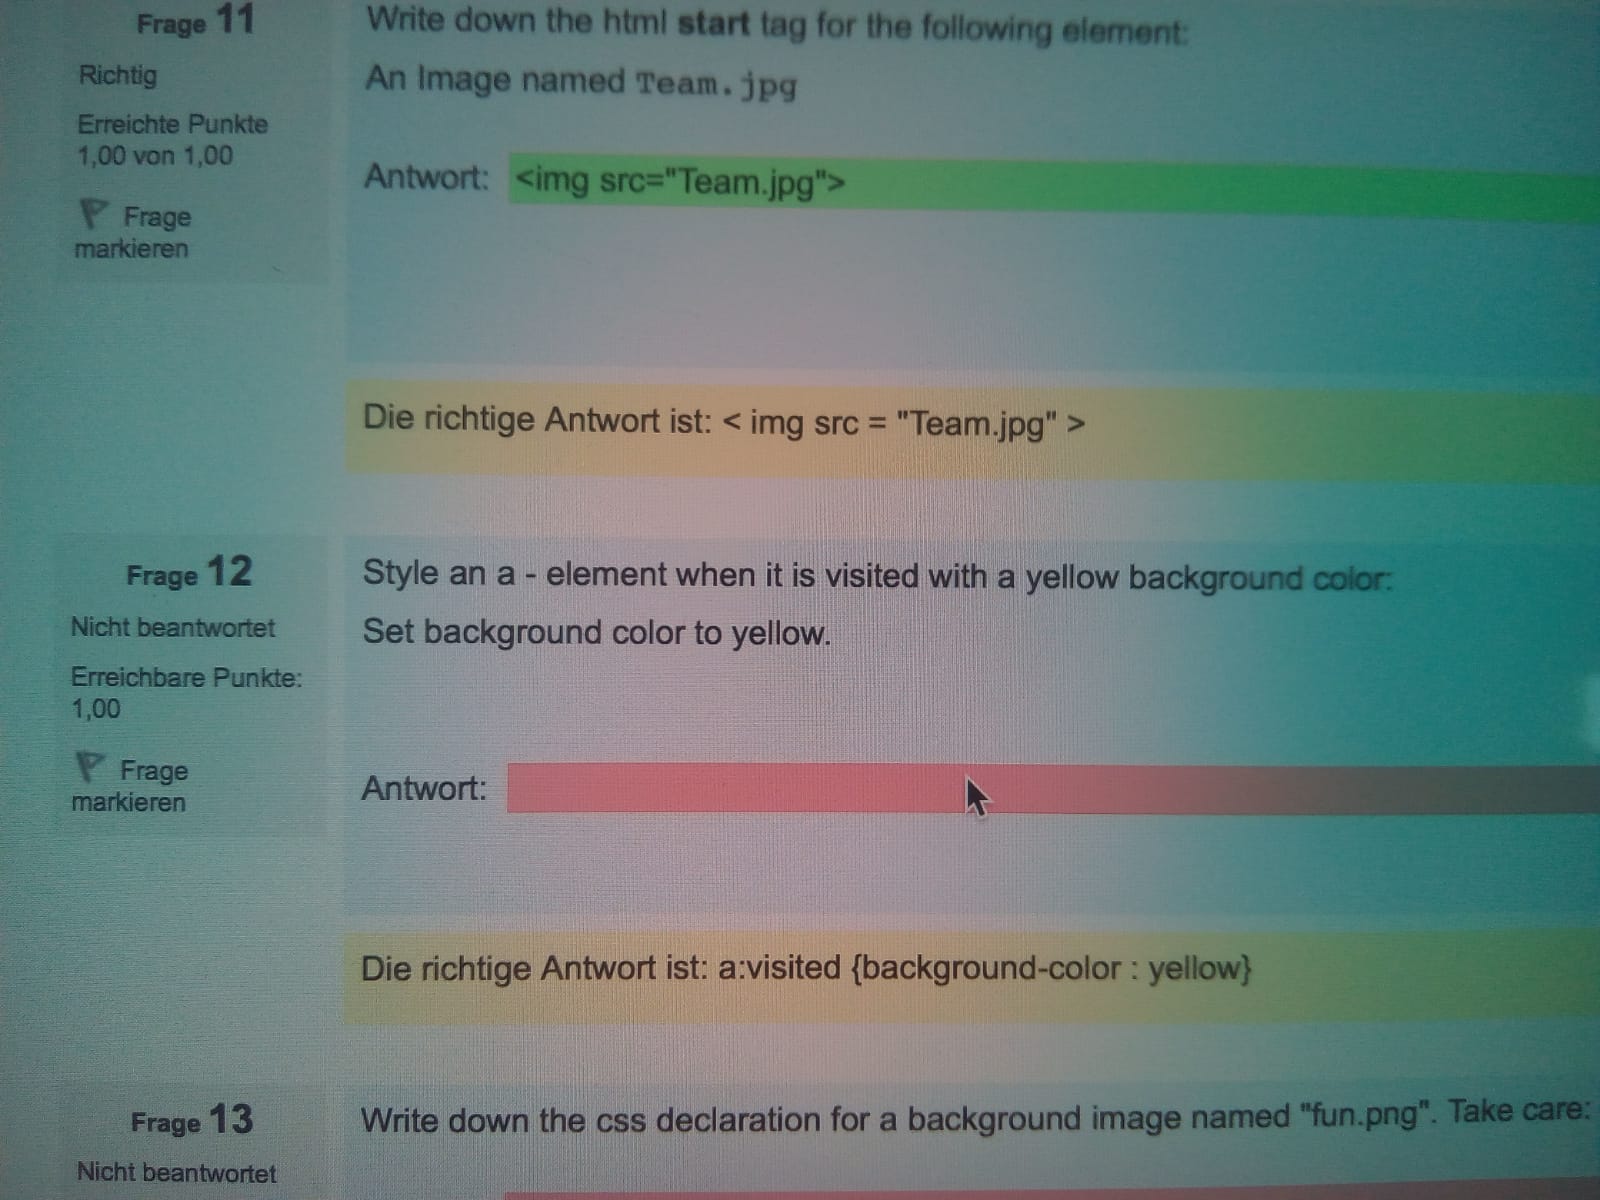 Frage 11
Richtig
Erreichte Punkte
1,00 von 1,00
Frage
markieren
Write down the html start tag for the following element:
An Image named Team.jpg
Antwort: <img src="Team.jpg">
Die richtige Antwort ist: < img src = "Team.jpg" >
Frage 12
Nicht beantwortet
Erreichbare Punkte:
1,00
Frage
markieren
Style an a - element when it is visited with a yellow background color:
Set background color to yellow.
Antwort:
Die richtige Antwort ist: a:visited {background-color : yellow}
Frage 13
Nicht beantwortet
Write down the css declaration for a background image named "fun.png". Take care: